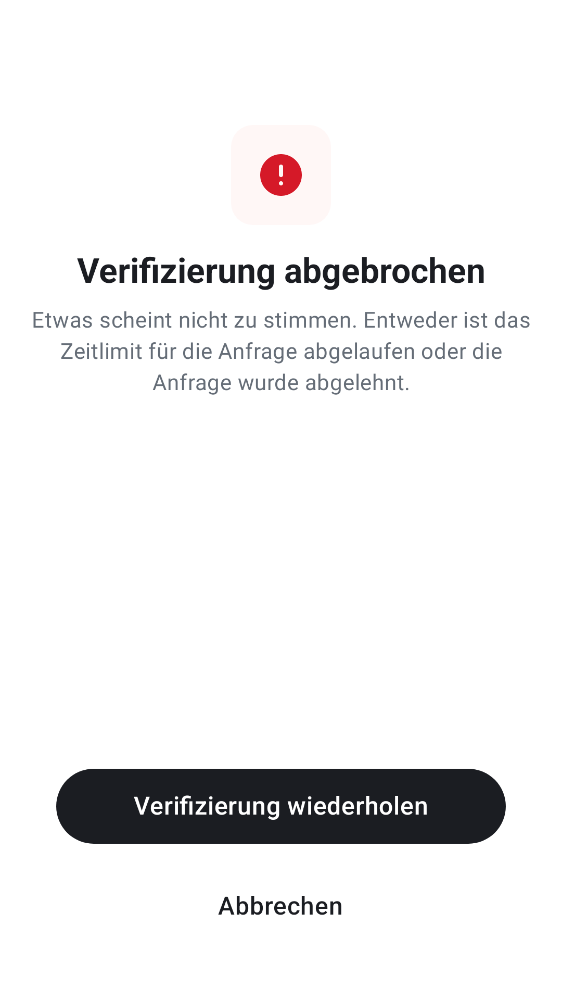 Verifizierung abgebrochen
Etwas scheint nicht zu stimmen. Entweder ist das
Zeitlimit für die Anfrage abgelaufen oder die
Anfrage wurde abgelehnt.
Verifizierung wiederholen
Abbrechen